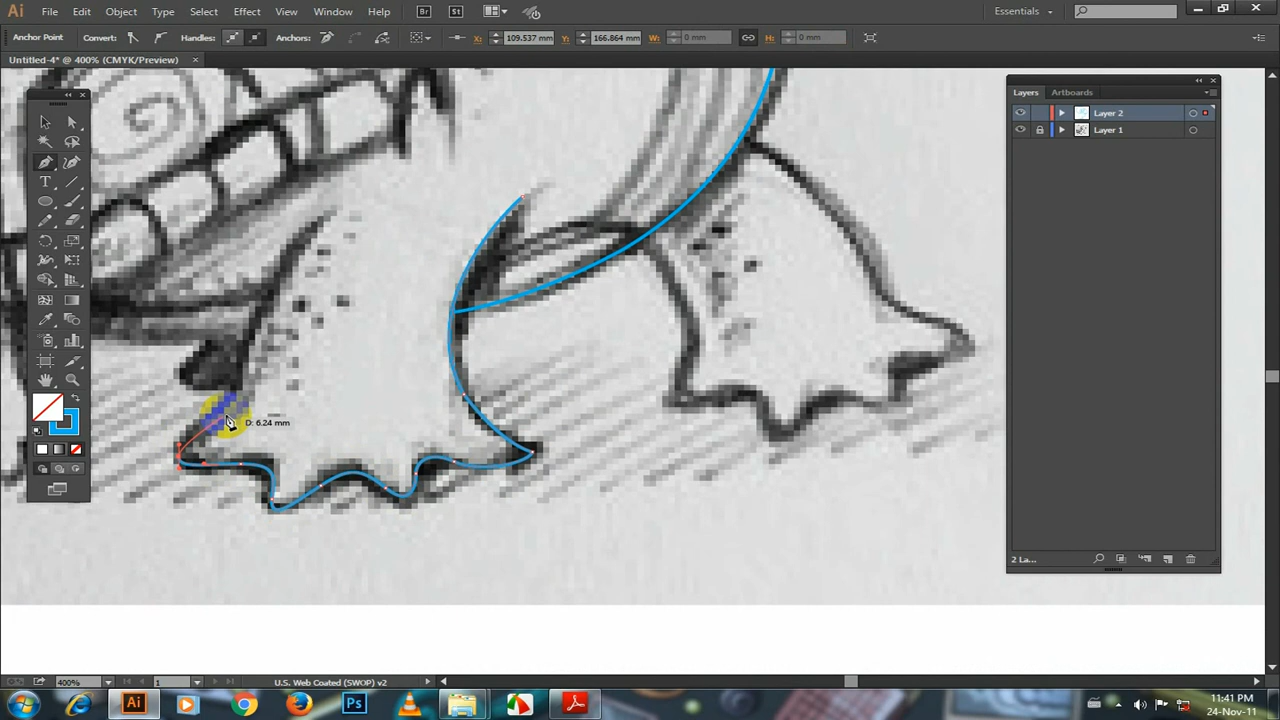 Ai File Edit Object Type Select Effect View Window Help Br St Essentials
Anchor Point Convert: Handles: Anchors: X: 109.537 mm Y: 166.864 mm W: 0 mm H: 0 mm
Untitled-4* @ 400% (CMYK/Preview) ×
Layers Artboards
Layer 2
Layer 1
D: 6.24 mm
2 La...
400% 1 U.S. Web Coated (SWOP) v2
Ai Ps 11:41 PM
24-Nov-11